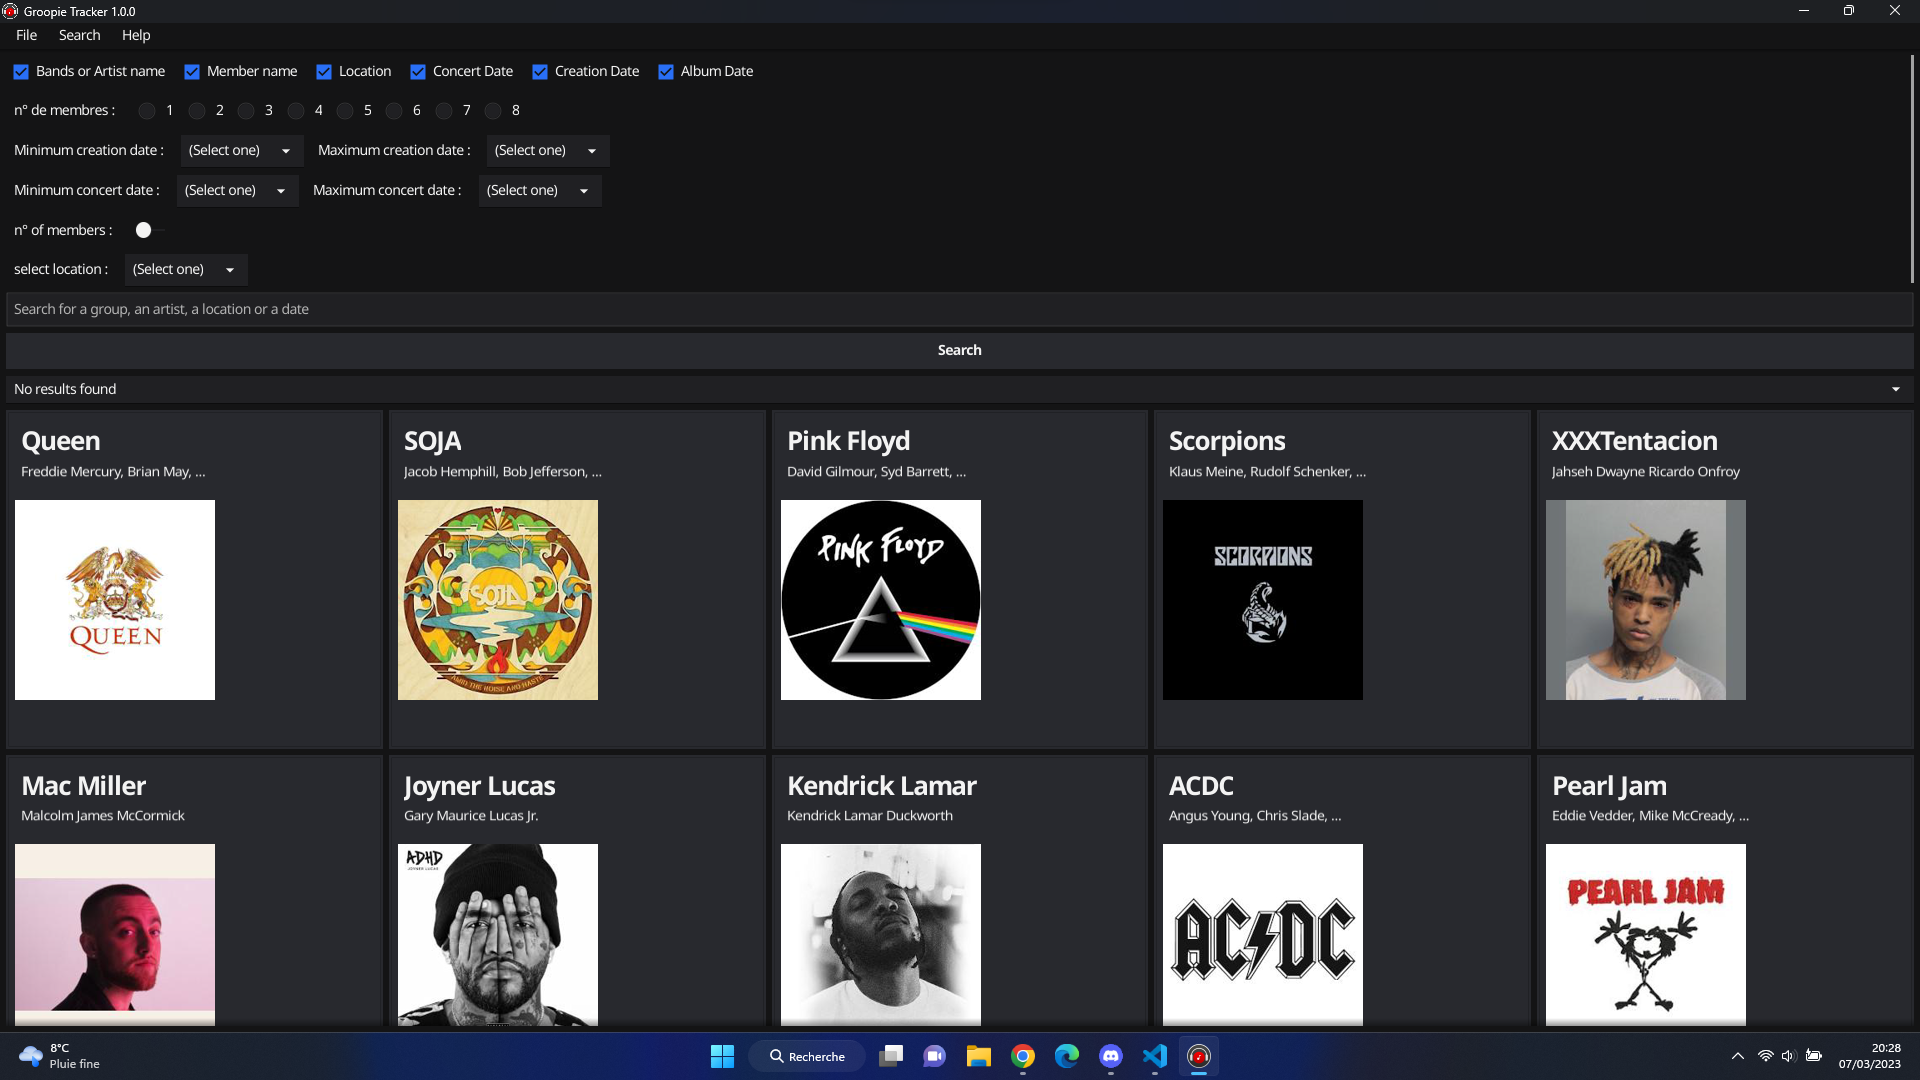 Groopie Tracker 1.0.0
File Search Help
Bands or Artist name Member name Location Concert Date Creation Date Album Date
n° de membres : 1 2 3 4 5 6 7 8
Minimum creation date : (Select one) Maximum creation date : (Select one)
Minimum concert date : (Select one) Maximum concert date : (Select one)
n° of members :
select location : (Select one)
Search for a group, an artist, a location or a date
Search
No results found
Queen SOJA Pink Floyd Scorpions XXXTentacion
Freddie Mercury, Brian May, ... Jacob Hemphill, Bob Jefferson, ... David Gilmour, Syd Barrett, ... Klaus Meine, Rudolf Schenker, ... Jahseh Dwayne Ricardo Onfroy
QUEEN
SOJA
AMID THE NOISE AND HASTE
PINK FLOYD
SCORPIONS
Mac Miller Joyner Lucas Kendrick Lamar ACDC Pearl Jam
Malcolm James McCormick Gary Maurice Lucas Jr. Kendrick Lamar Duckworth Angus Young, Chris Slade, ... Eddie Vedder, Mike McCready, ...
ADHD
JOYNER LUCAS
AC DC
PEARL JAM
8°C
Pluie fine
Recherche
20:28
07/03/2023